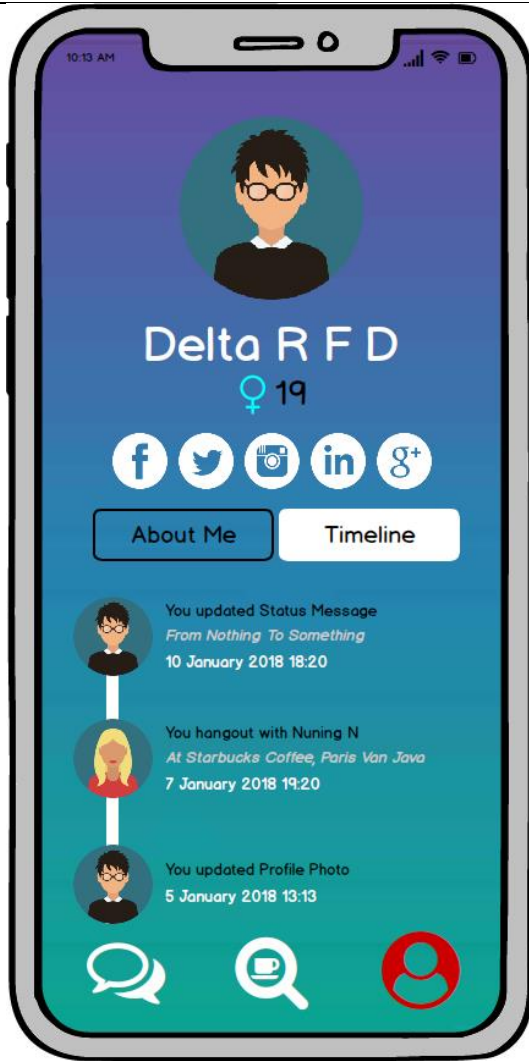 10:13 AM
Delta R F D
19
f in g+
About Me Timeline
You updated Status Message
From Nothing To Something
10 January 2018 18:20
You hangout with Nuning N
At Starbucks Coffee, Paris Van Java
7 January 2018 19:20
You updated Profile Photo
5 January 2018 13:13